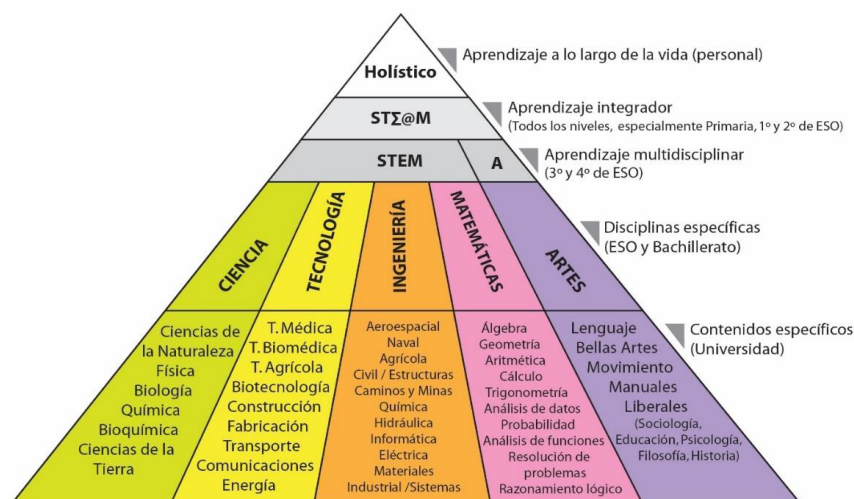 Holístico
Aprendizaje a lo largo de la vida (personal)
STΣ@M
Aprendizaje integrador
(Todos los niveles, especialmente Primaria, 1º y 2º de ESO)
STEM
A
Aprendizaje multidisciplinar
(3º y 4º de ESO)
CIENCIA
TECNOLOGÍA
INGENIERÍA
MATEMÁTICAS
ARTES
Disciplinas específicas
(ESO y Bachillerato)
Ciencias de
la Naturaleza
Física
Biología
Química
Bioquímica
Ciencias de la
Tierra
T. Médica
T. Biomédica
T. Agrícola
Biotecnología
Construcción
Fabricación
Transporte
Comunicaciones
Energía
Aeroespacial
Naval
Agrícola
Civil / Estructuras
Caminos y Minas
Química
Hidráulica
Informática
Eléctrica
Materiales
Industrial /Sistemas
Álgebra
Geometría
Aritmética
Cálculo
Trigonometría
Análisis de datos
Probabilidad
Análisis de funciones
Resolución de
problemas
Razonamiento lógico
Lenguaje
Bellas Artes
Movimiento
Manuales
Liberales
(Sociología,
Educación, Psicología,
Filosofía, Historia)
Contenidos específicos
(Universidad)